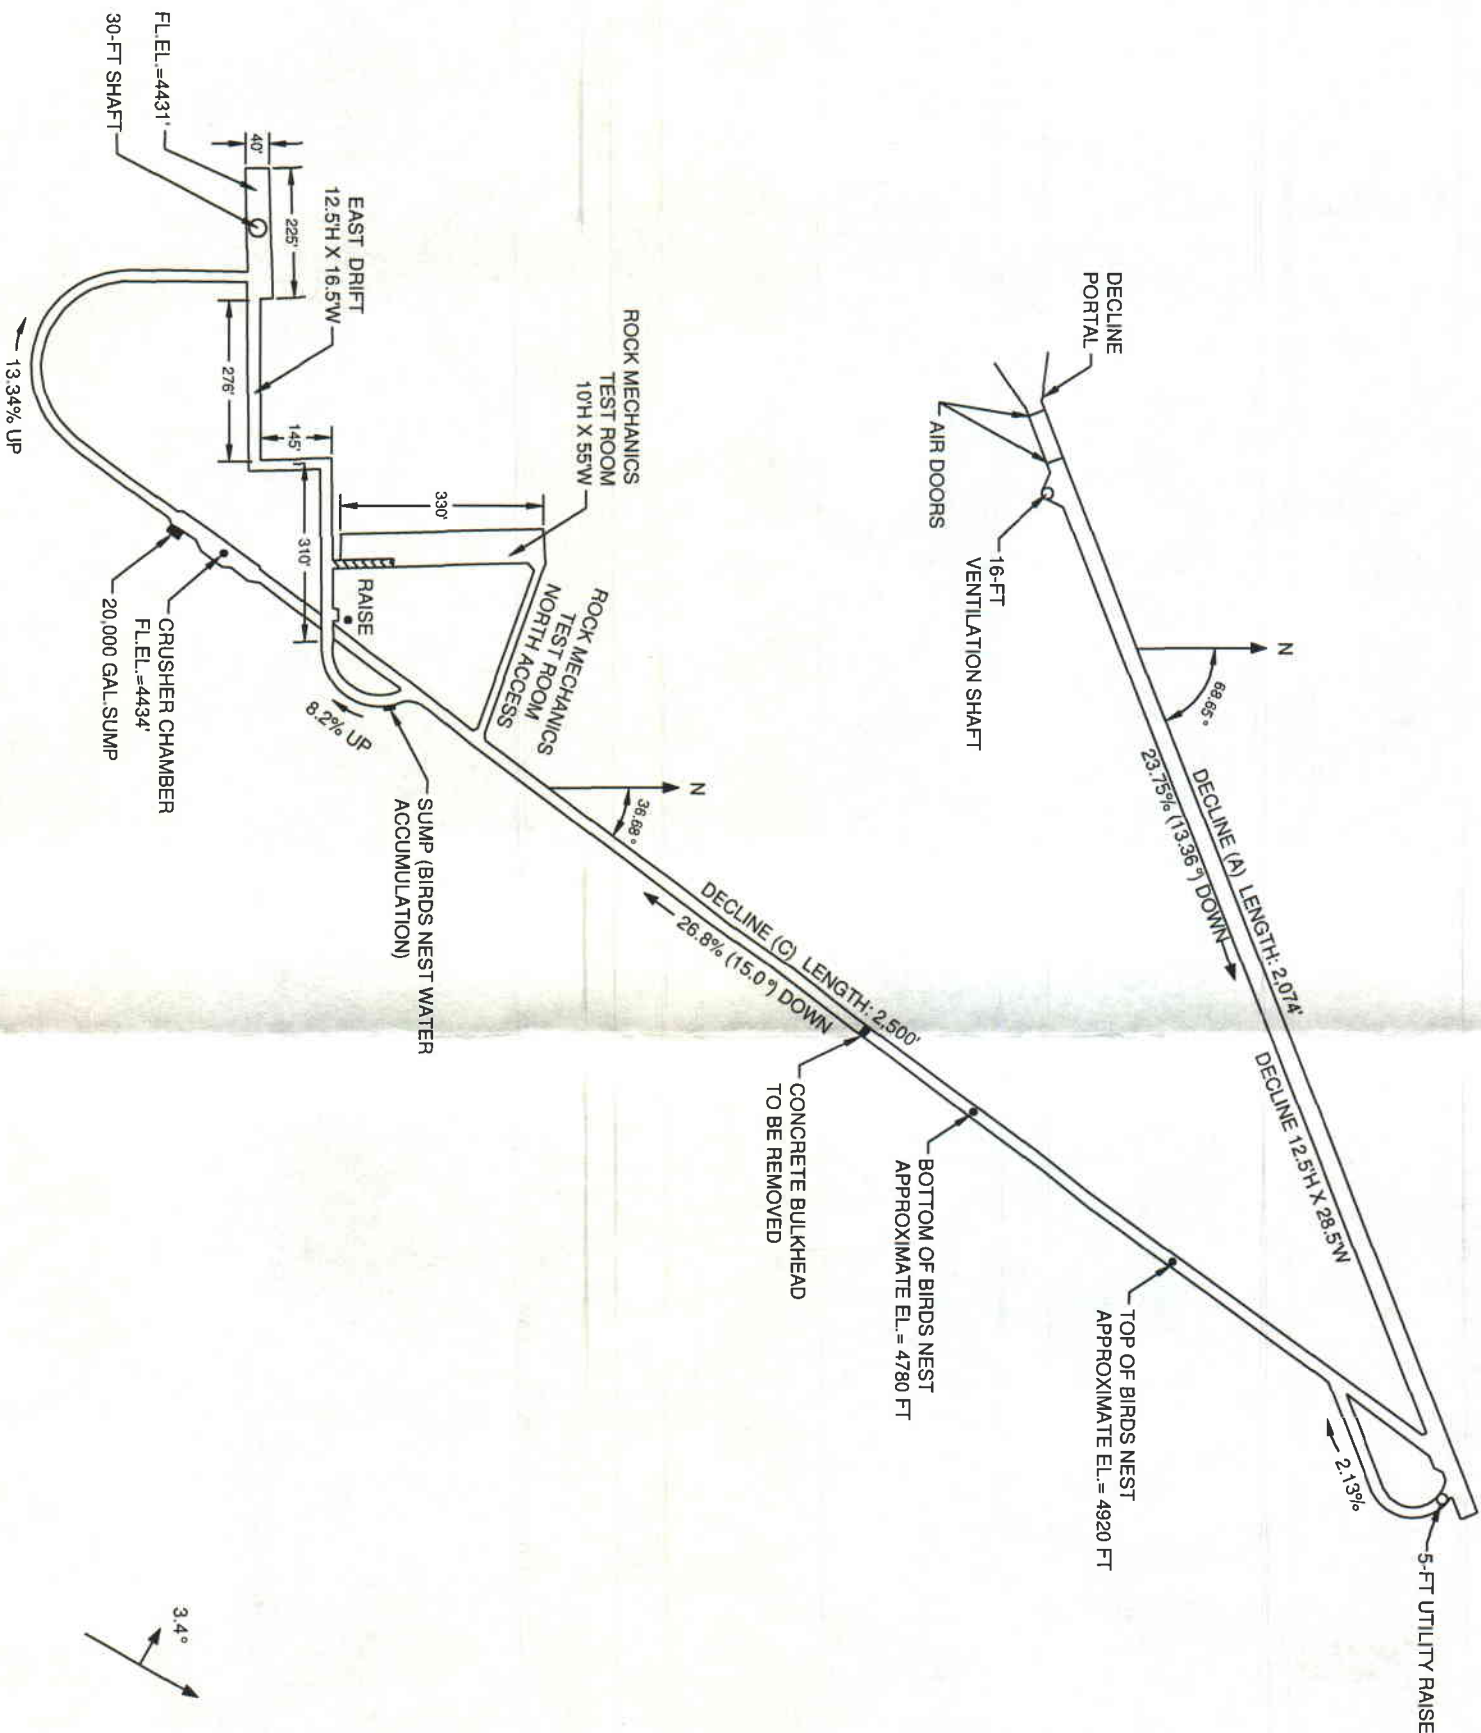 5-FT UTILITY RAISE
2.13%
TOP OF BIRDS NEST
APPROXIMATE EL.= 4920 FT
DECLINE 12.5'H X 28.5'W
DECLINE (A) LENGTH: 2,074'
23.75% (13.36°) DOWN
N
68.65°
DECLINE
PORTAL
AIR DOORS
16-FT
VENTILATION SHAFT
BOTTOM OF BIRDS NEST
APPROXIMATE EL.= 4780 FT
CONCRETE BULKHEAD
TO BE REMOVED
DECLINE (C) LENGTH: 2,500'
26.8% (15.0°) DOWN
N
36.68°
ROCK MECHANICS
TEST ROOM
10'H X 55'W
ROCK MECHANICS
TEST ROOM
NORTH ACCESS
330'
RAISE
310'
145'
EAST DRIFT
12.5'H X 16.5'W
276'
225'
40'
FL.EL.=4431'
30-FT SHAFT
13.34% UP
8.2% UP
SUMP (BIRDS NEST WATER
ACCUMULATION)
CRUSHER CHAMBER
FL.EL.=4434'
20,000 GAL.SUMP
3.4°